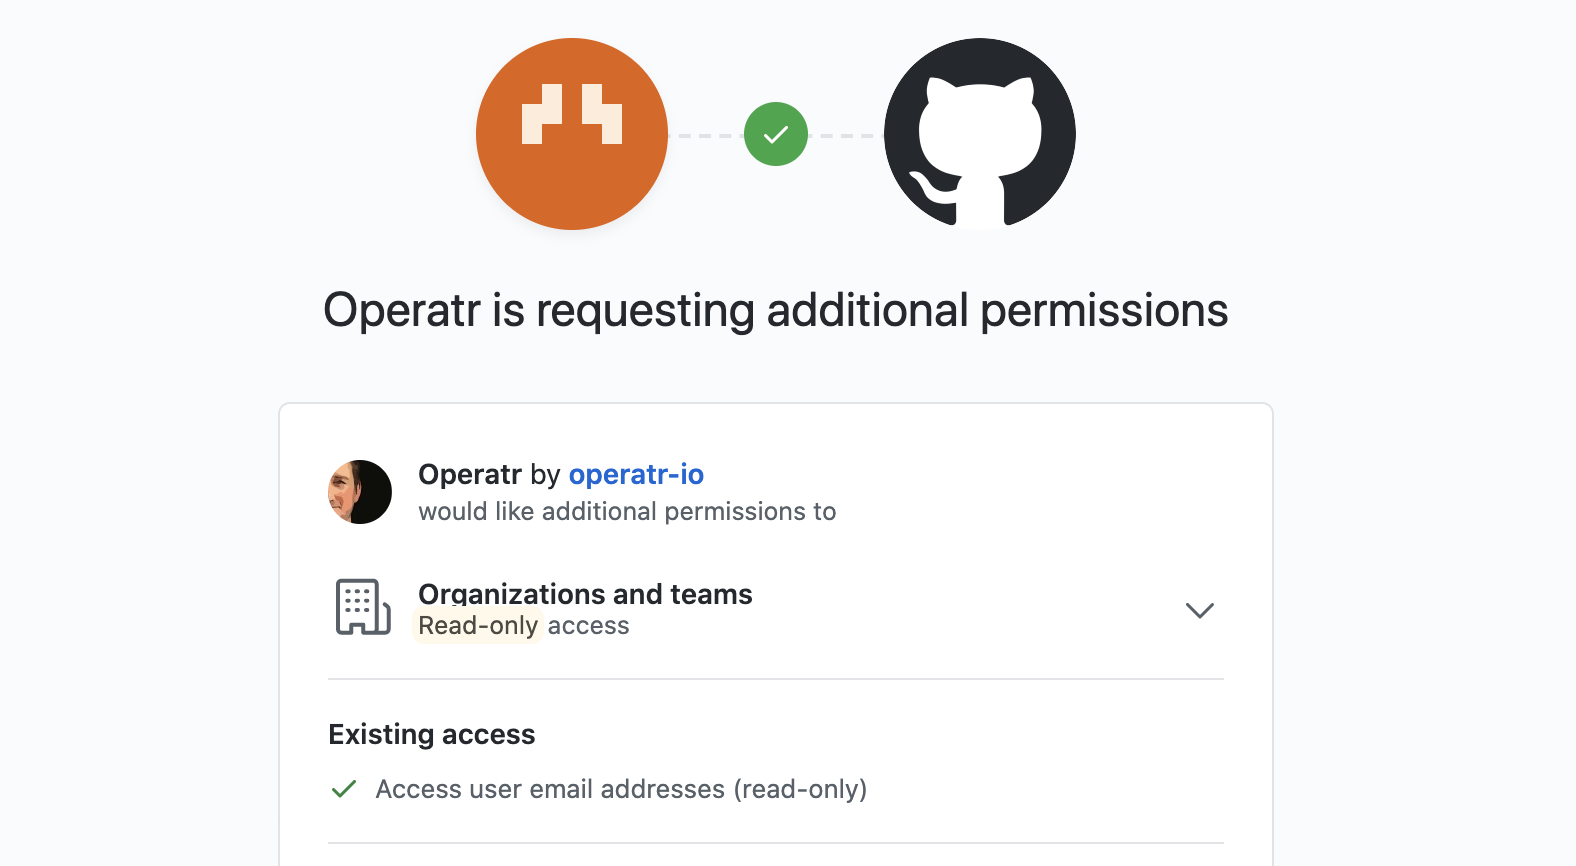 Operatr is requesting additional permissions
Operatr by operatr-io
would like additional permissions to
Organizations and teams
Read-only access
Existing access
Access user email addresses (read-only)